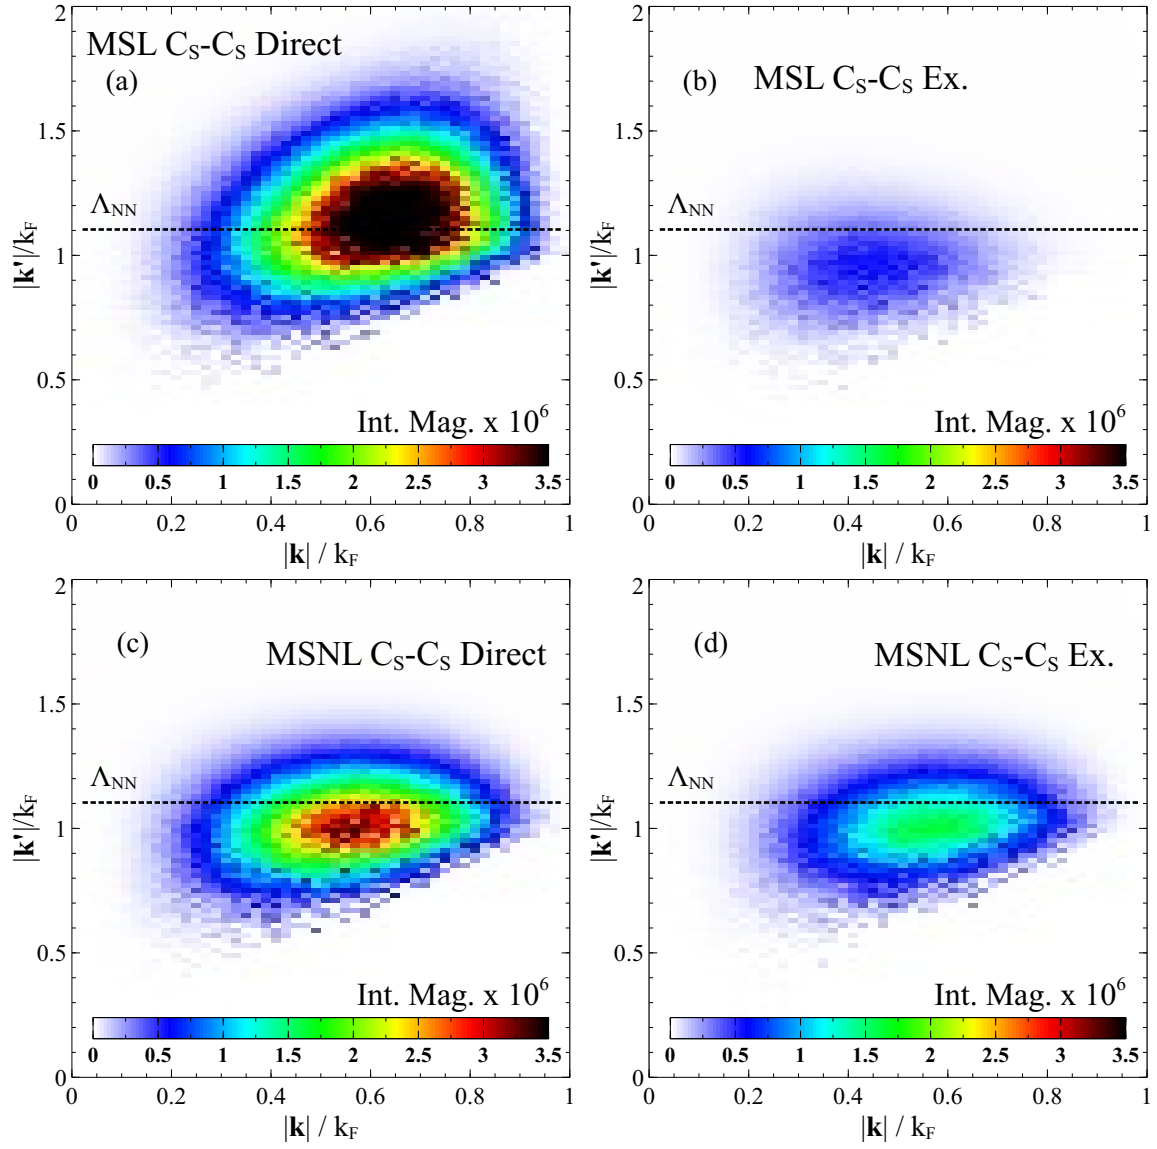 2
MSL C_S-C_S Direct
(a)
1.5
Λ_NN
|k'|/k_F
1
0.5
Int. Mag. x 10^6
0 0.5 1 1.5 2 2.5 3 3.5
0
0 0.2 0.4 0.6 0.8 1
|k| / k_F
2
(b) MSL C_S-C_S Ex.
1.5
Λ_NN
|k'|/k_F
1
0.5
Int. Mag. x 10^6
0 0.5 1 1.5 2 2.5 3 3.5
0
0 0.2 0.4 0.6 0.8 1
|k| / k_F
2
(c)
MSNL C_S-C_S Direct
1.5
Λ_NN
|k'|/k_F
1
0.5
Int. Mag. x 10^6
0 0.5 1 1.5 2 2.5 3 3.5
0
0 0.2 0.4 0.6 0.8 1
|k| / k_F
2
(d)
MSNL C_S-C_S Ex.
1.5
Λ_NN
|k'|/k_F
1
0.5
Int. Mag. x 10^6
0 0.5 1 1.5 2 2.5 3 3.5
0
0 0.2 0.4 0.6 0.8 1
|k| / k_F